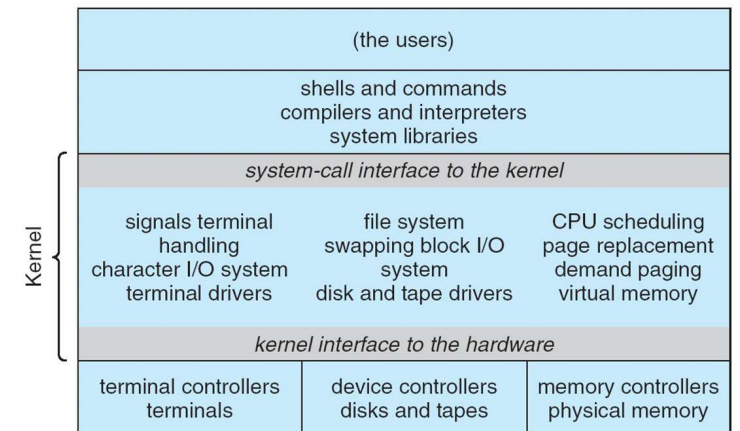 (the users)
shells and commands
compilers and interpreters
system libraries
system-call interface to the kernel
Kernel
signals terminal
handling
character I/O system
terminal drivers
file system
swapping block I/O
system
disk and tape drivers
CPU scheduling
page replacement
demand paging
virtual memory
kernel interface to the hardware
terminal controllers
terminals
device controllers
disks and tapes
memory controllers
physical memory